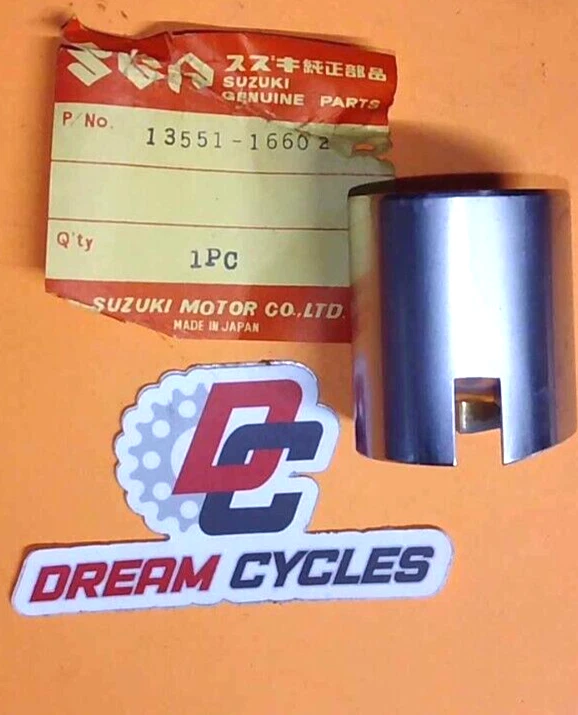 スズキ純正部品
SUZUKI
GENUINE PARTS
P/No.
13551-16602
Q'ty
1PC
SUZUKI MOTOR CO.,LTD.
MADE IN JAPAN
DC
DREAM CYCLES